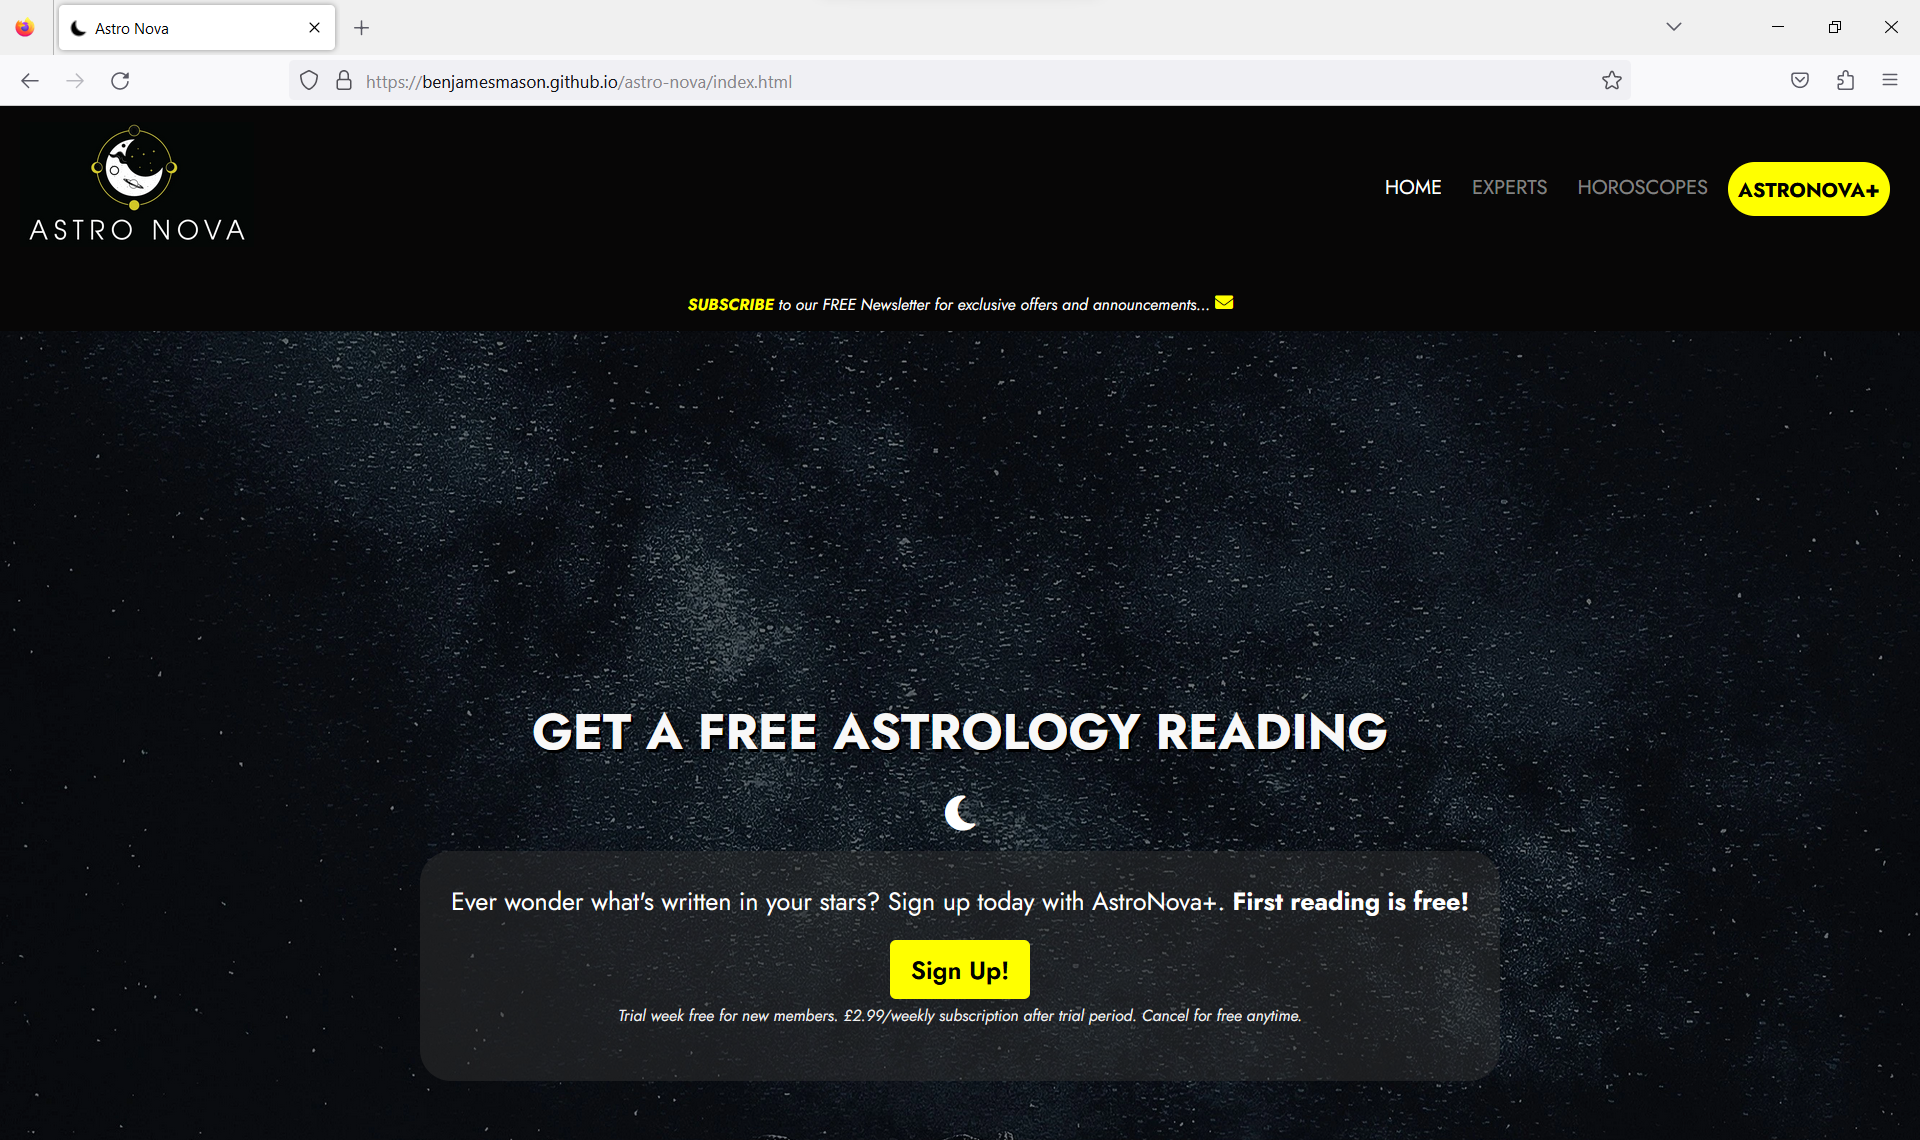 Astro Nova
https://benjamesmason.github.io/astro-nova/index.html
ASTRO NOVA
HOME EXPERTS HOROSCOPES ASTRONOVA+
SUBSCRIBE to our FREE Newsletter for exclusive offers and announcements...
GET A FREE ASTROLOGY READING
Ever wonder what's written in your stars? Sign up today with AstroNova+. First reading is free!
Sign Up!
Trial week free for new members. £2.99/weekly subscription after trial period. Cancel for free anytime.